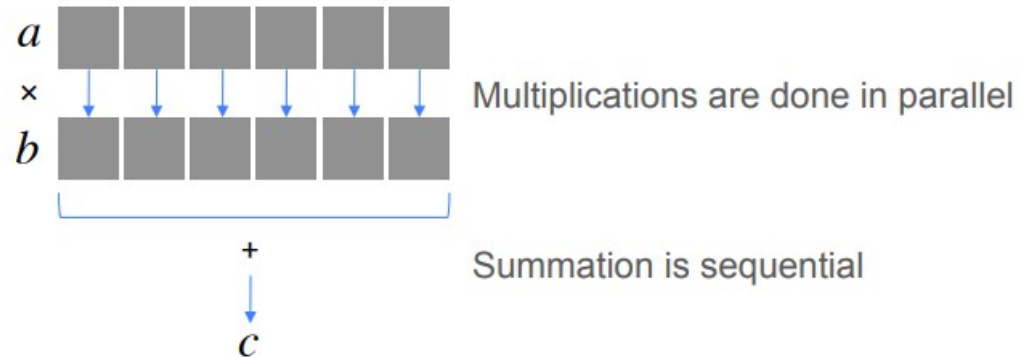 a
×
Multiplications are done in parallel
b
+
Summation is sequential
c